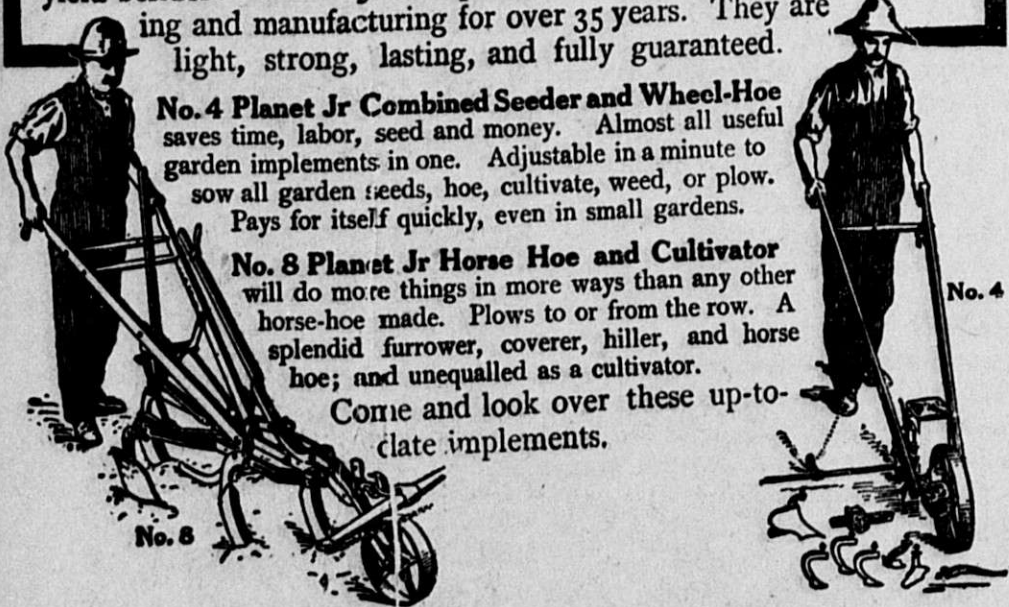 ing and manufacturing for over 35 years. They are
light, strong, lasting, and fully guaranteed.
No. 4 Planet Jr Combined Seeder and Wheel-Hoe
saves time, labor, seed and money. Almost all useful
garden implements in one. Adjustable in a minute to
sow all garden seeds, hoe, cultivate, weed, or plow.
Pays for itself quickly, even in small gardens.
No. 8 Planet Jr Horse Hoe and Cultivator
will do more things in more ways than any other
horse-hoe made. Plows to or from the row. A
splendid furrower, coverer, hiller, and horse
hoe; and unequalled as a cultivator.
Come and look over these up-to-
date implements.
No. 4
No. 8